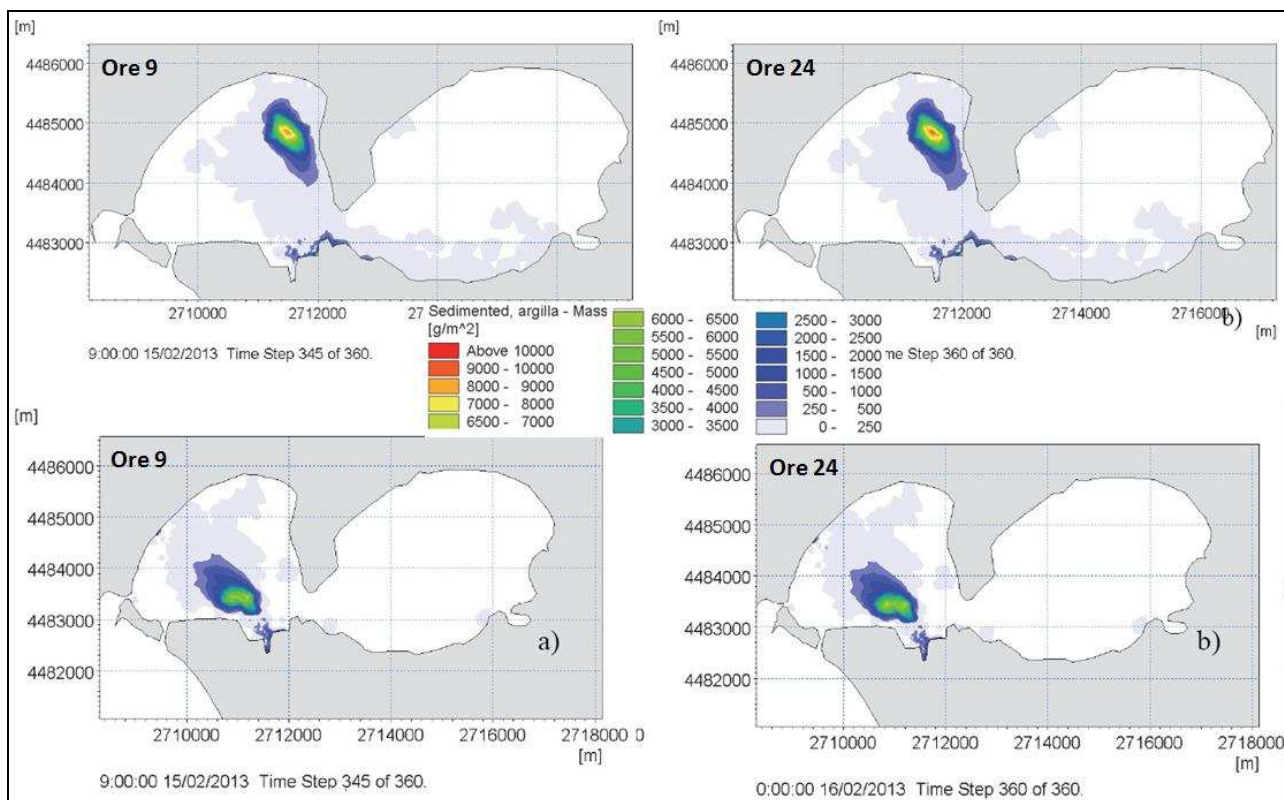 [m]
4486000
4485000
4484000
4483000
Ore 9
2710000 2712000 27
9:00:00 15/02/2013 Time Step 345 of 360.
[m]
4486000
4485000
4484000
4483000
Ore 24
2712000 2714000 2716000
b)
[m]
me Step 360 of 360.
Sedimented, argilla - Mass
[g/m^2]
Above 10000
9000 - 10000
8000 - 9000
7000 - 8000
6500 - 7000
6000 - 6500
5500 - 6000
5000 - 5500
4500 - 5000
4000 - 4500
3500 - 4000
3000 - 3500
2500 - 3000
2000 - 2500
1500 - 2000
1000 - 1500
500 - 1000
250 - 500
0 - 250
[m]
4486000
4485000
4484000
4483000
4482000
Ore 9
a)
2710000 2712000 2714000 2716000 2718000 0
[m]
9:00:00 15/02/2013 Time Step 345 of 360.
[m]
4486000
4485000
4484000
4483000
4482000
Ore 24
b)
2710000 2712000 2714000 2716000 2718000
[m]
0:00:00 16/02/2013 Time Step 360 of 360.